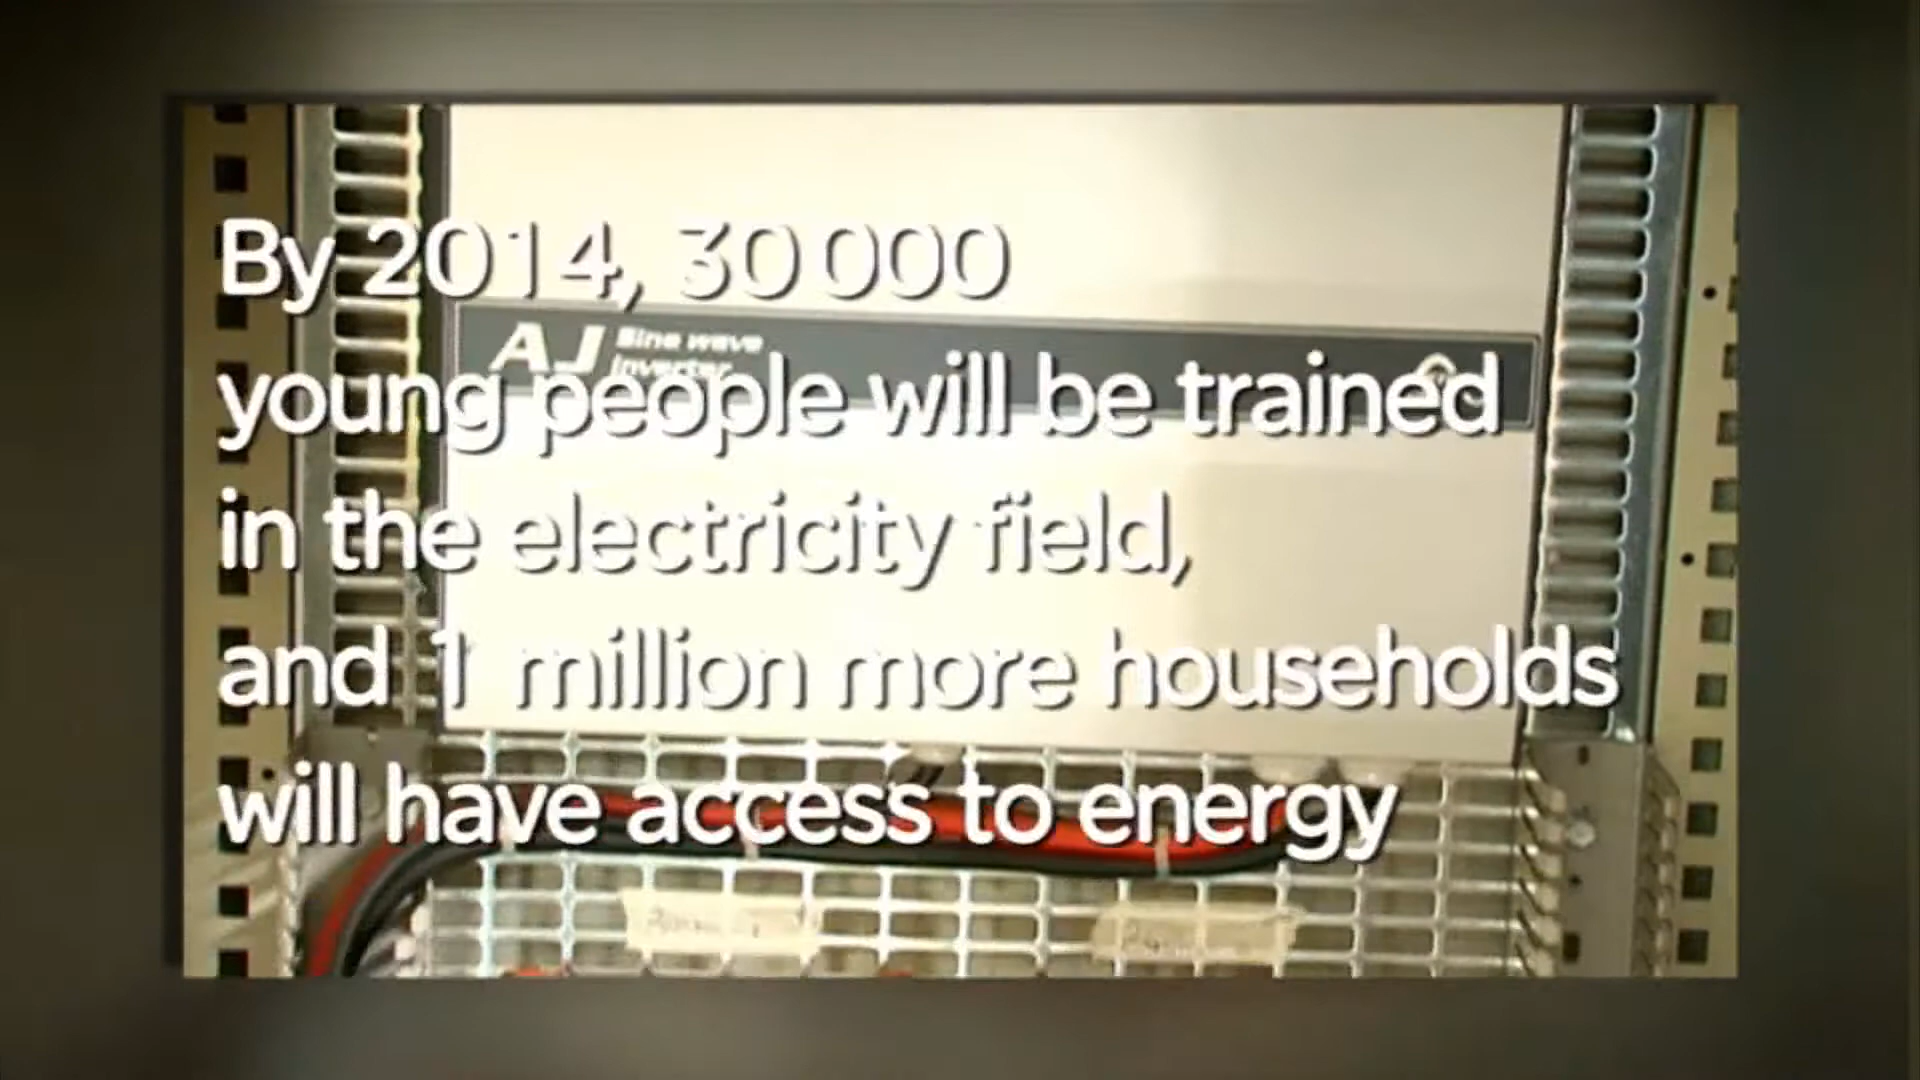 By 2014, 30 000
AJ Sine wave
Inverter
young people will be trained
in the electricity field,
and 1 million more households
will have access to energy